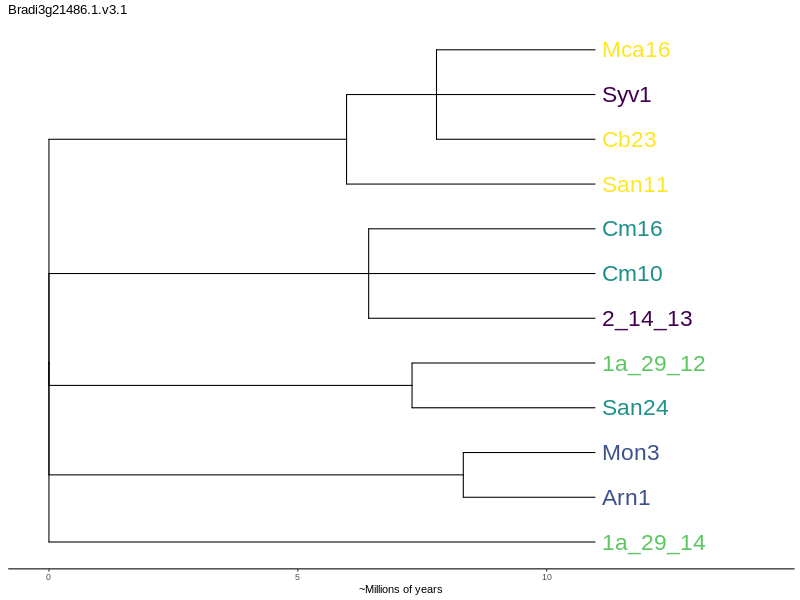 Bradi3g21486.1.v3.1
Mca16
Syv1
Cb23
San11
Cm16
Cm10
2_14_13
1a_29_12
San24
Mon3
Arn1
1a_29_14
0 5 10
~Millions of years